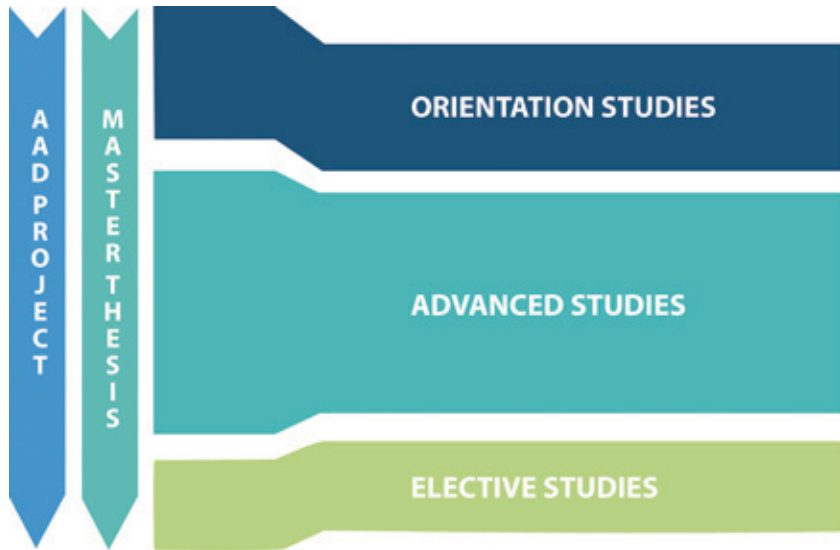 AAD PROJECT
MASTER THESIS
ORIENTATION STUDIES
ADVANCED STUDIES
ELECTIVE STUDIES